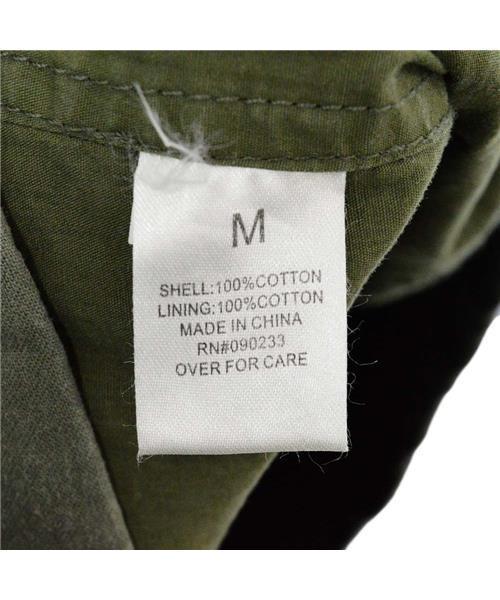 M
SHELL:100%COTTON
LINING:100%COTTON
MADE IN CHINA
RN#090233
OVER FOR CARE